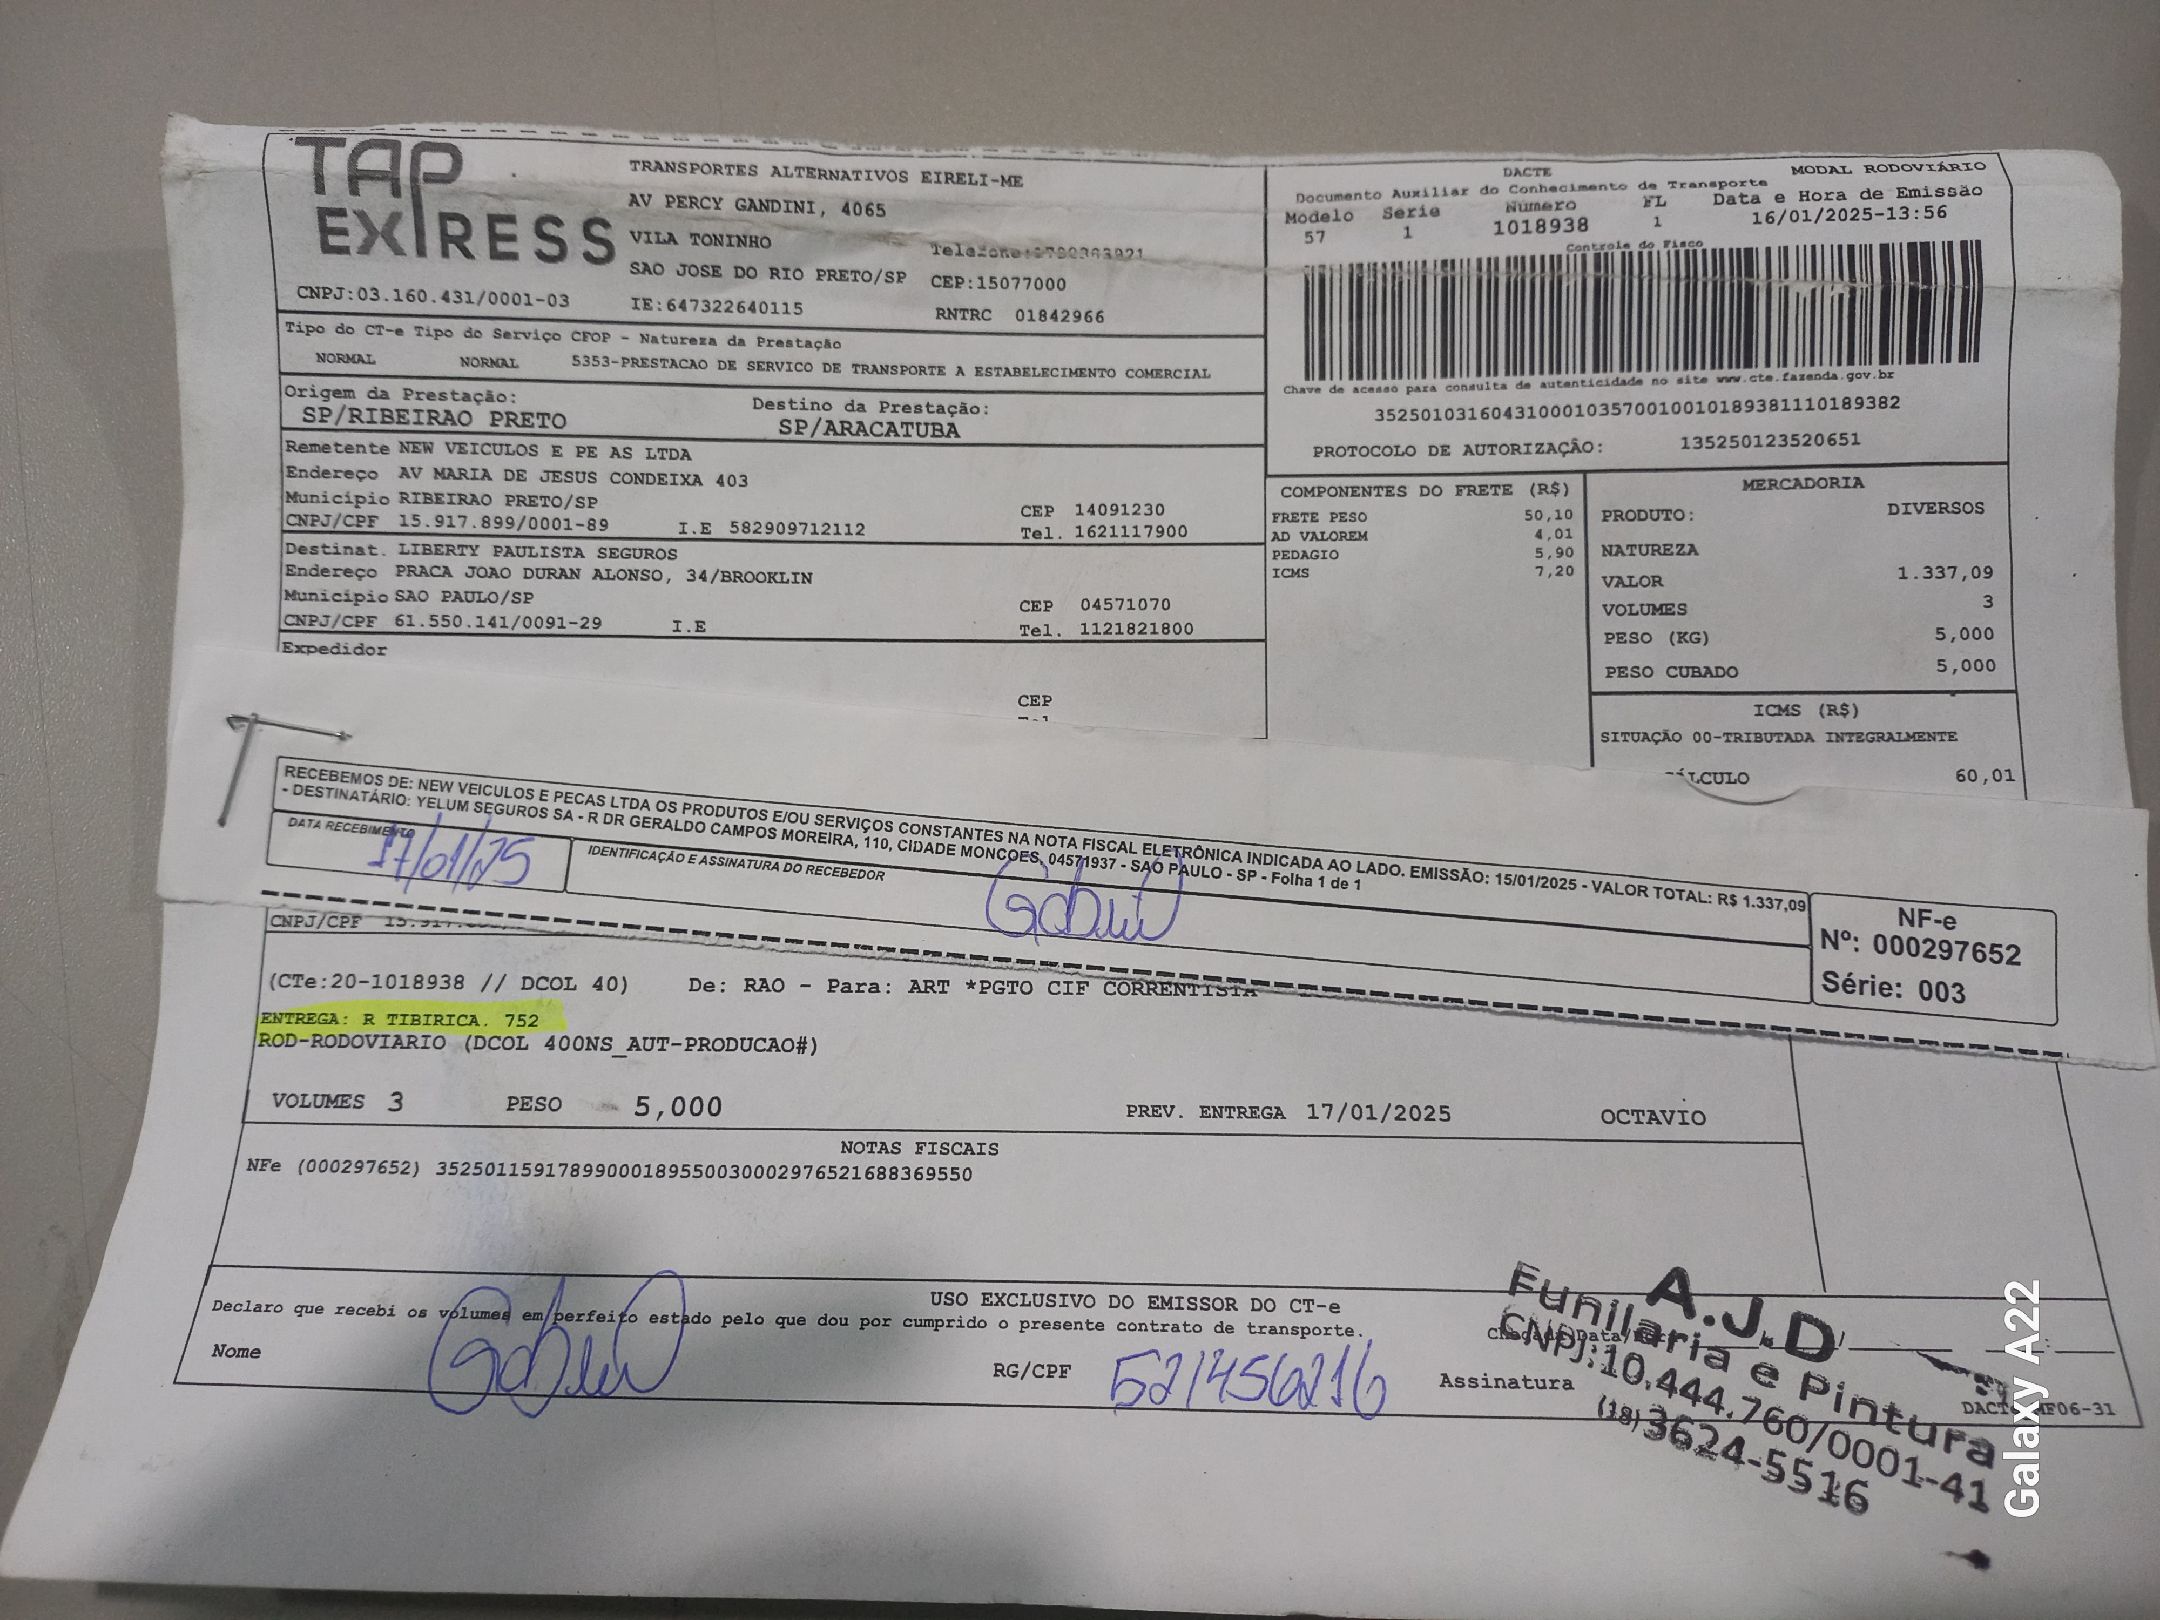 TAP EXPRESS
TRANSPORTES ALTERNATIVOS EIRELI-ME
AV PERCY GANDINI, 4065
VILA TONINHO
SAO JOSE DO RIO PRETO/SP CEP:15077000
CNPJ:03.160.431/0001-03 IE:647322640115 RNTRC 01842966
DACTE MODAL RODOVIÁRIO
Documento Auxiliar do Conhecimento de Transporte
Modelo Serie Numero FL Data e Hora de Emissão
57 1 1018938 1 16/01/2025-13:56
Controle do Fisco
Chave de acesso para consulta de autenticidade no site www.cte.fazenda.gov.br
35250103160431000103570010010189381110189382
PROTOCOLO DE AUTORIZAÇÃO: 135250123520651
Tipo do CT-e Tipo do Serviço CFOP - Natureza da Prestação
NORMAL NORMAL 5353-PRESTACAO DE SERVICO DE TRANSPORTE A ESTABELECIMENTO COMERCIAL
Origem da Prestação: Destino da Prestação:
SP/RIBEIRAO PRETO SP/ARACATUBA
Remetente NEW VEICULOS E PE AS LTDA
Endereço AV MARIA DE JESUS CONDEIXA 403
Municipio RIBEIRAO PRETO/SP CEP 14091230
CNPJ/CPF 15.917.899/0001-89 I.E 582909712112 Tel. 1621117900
Destinat. LIBERTY PAULISTA SEGUROS
Endereço PRACA JOAO DURAN ALONSO, 34/BROOKLIN
Municipio SAO PAULO/SP CEP 04571070
CNPJ/CPF 61.550.141/0091-29 I.E Tel. 1121821800
Expedidor
CEP
COMPONENTES DO FRETE (R$)
FRETE PESO 50,10
AD VALOREM 4,01
PEDAGIO 5,90
ICMS 7,20
MERCADORIA
PRODUTO: DIVERSOS
NATUREZA
VALOR 1.337,09
VOLUMES 3
PESO (KG) 5,000
PESO CUBADO 5,000
ICMS (R$)
SITUAÇÃO 00-TRIBUTADA INTEGRALMENTE
60,01
RECEBEMOS DE: NEW VEICULOS E PECAS LTDA OS PRODUTOS E/OU SERVIÇOS CONSTANTES NA NOTA FISCAL ELETRÔNICA INDICADA AO LADO. EMISSÃO: 15/01/2025 - VALOR TOTAL: R$ 1.337,09
- DESTINATÁRIO: YELUM SEGUROS SA - R DR GERALDO CAMPOS MOREIRA, 110, CIDADE MONCOES, 04571937 - SAO PAULO - SP - Folha 1 de 1
DATA RECEBIMENTO IDENTIFICAÇÃO E ASSINATURA DO RECEBEDOR
17/01/25 Gabriel
NF-e
Nº: 000297652
Série: 003
CNPJ/CPF
(CTe:20-1018938 // DCOL 40) De: RAO - Para: ART *PGTO CIF CORRENTISTA
ENTREGA: R TIBIRICA. 752
ROD-RODOVIARIO (DCOL 400NS_AUT-PRODUCAO#)
VOLUMES 3 PESO 5,000 PREV. ENTREGA 17/01/2025 OCTAVIO
NOTAS FISCAIS
NFe (000297652) 35250115917899000189550030002976521688369550
USO EXCLUSIVO DO EMISSOR DO CT-e
Declaro que recebi os volumes em perfeito estado pelo que dou por cumprido o presente contrato de transporte.
Nome Gabriel RG/CPF 521456216 Assinatura
A.J.D
Funilaria e Pintura
CNPJ:10.444.760/0001-41
(18) 3624-5516
Galaxy A22